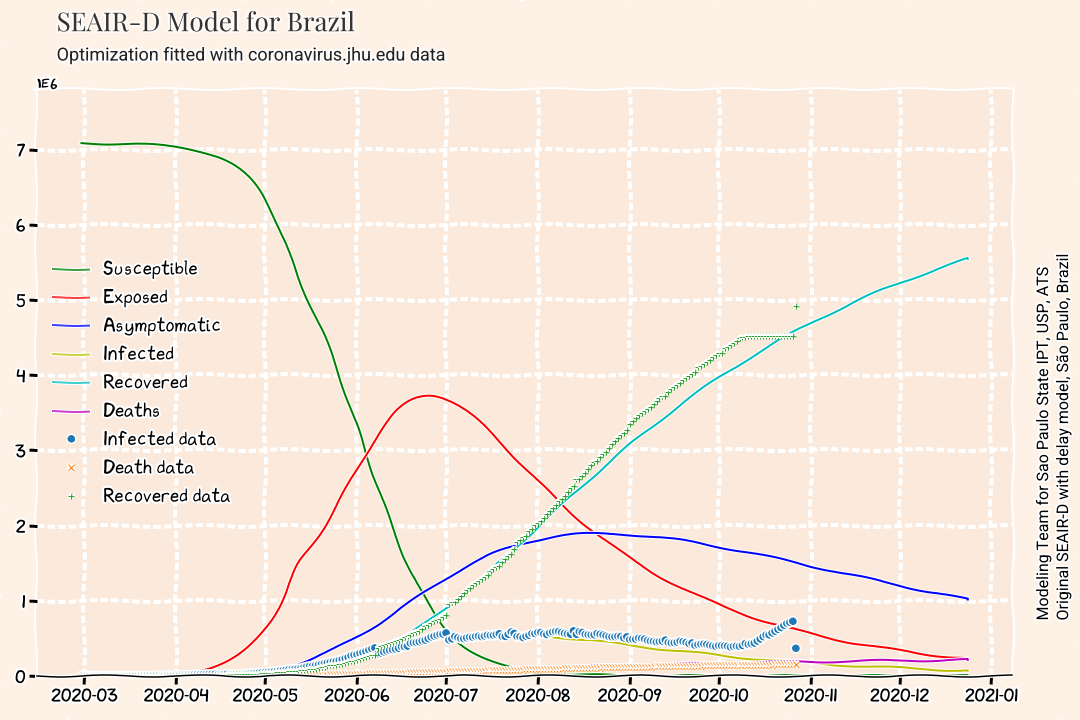 SEAIR-D Model for Brazil
Optimization fitted with coronavirus.jhu.edu data
1E6
7
6
5
4
3
2
1
0
Susceptible
Exposed
Asymptomatic
Infected
Recovered
Deaths
Infected data
Death data
Recovered data
2020-03 2020-04 2020-05 2020-06 2020-07 2020-08 2020-09 2020-10 2020-11 2020-12 2021-01
Modeling Team for Sao Paulo State IPT, USP, ATS
Original SEAIR-D with delay model, São Paulo, Brazil